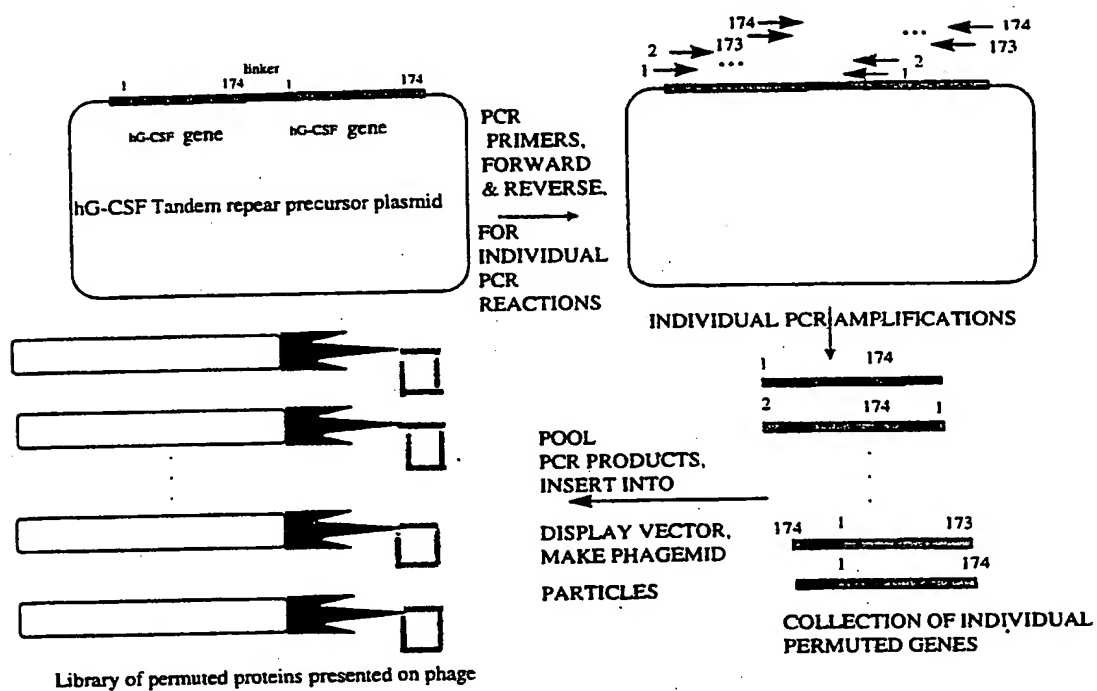 linker
1 174 1 174
hG-CSF gene hG-CSF gene
hG-CSF Tandem repear precursor plasmid
PCR
PRIMERS,
FORWARD
& REVERSE,
FOR
INDIVIDUAL
PCR
REACTIONS
174
2 173
1 ...
... 174
173
2
1
INDIVIDUAL PCR AMPLIFICATIONS
1 174
2 174 1
174 1 173
1 174
COLLECTION OF INDIVIDUAL
PERMUTED GENES
POOL
PCR PRODUCTS,
INSERT INTO
DISPLAY VECTOR,
MAKE PHAGEMID
PARTICLES
Library of permuted proteins presented on phage